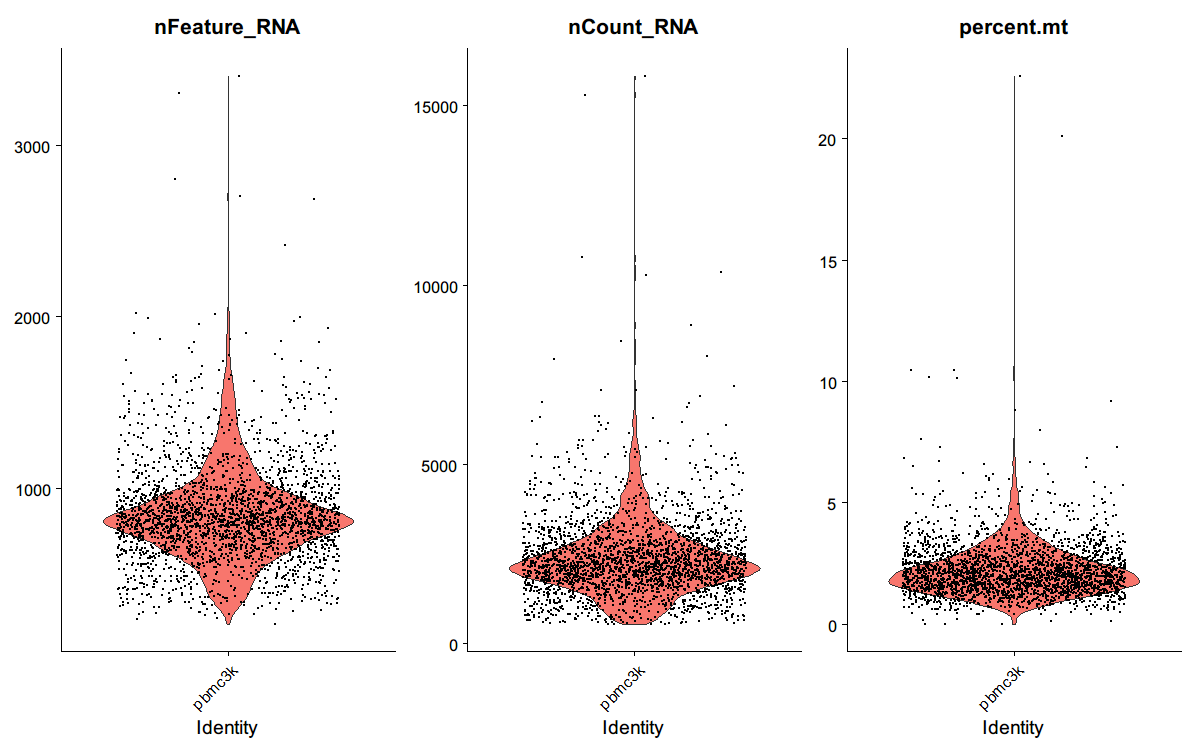 nFeature_RNA
3000
2000
1000
pbmc3k
Identity
nCount_RNA
15000
10000
5000
0
pbmc3k
Identity
percent.mt
20
15
10
5
0
pbmc3k
Identity